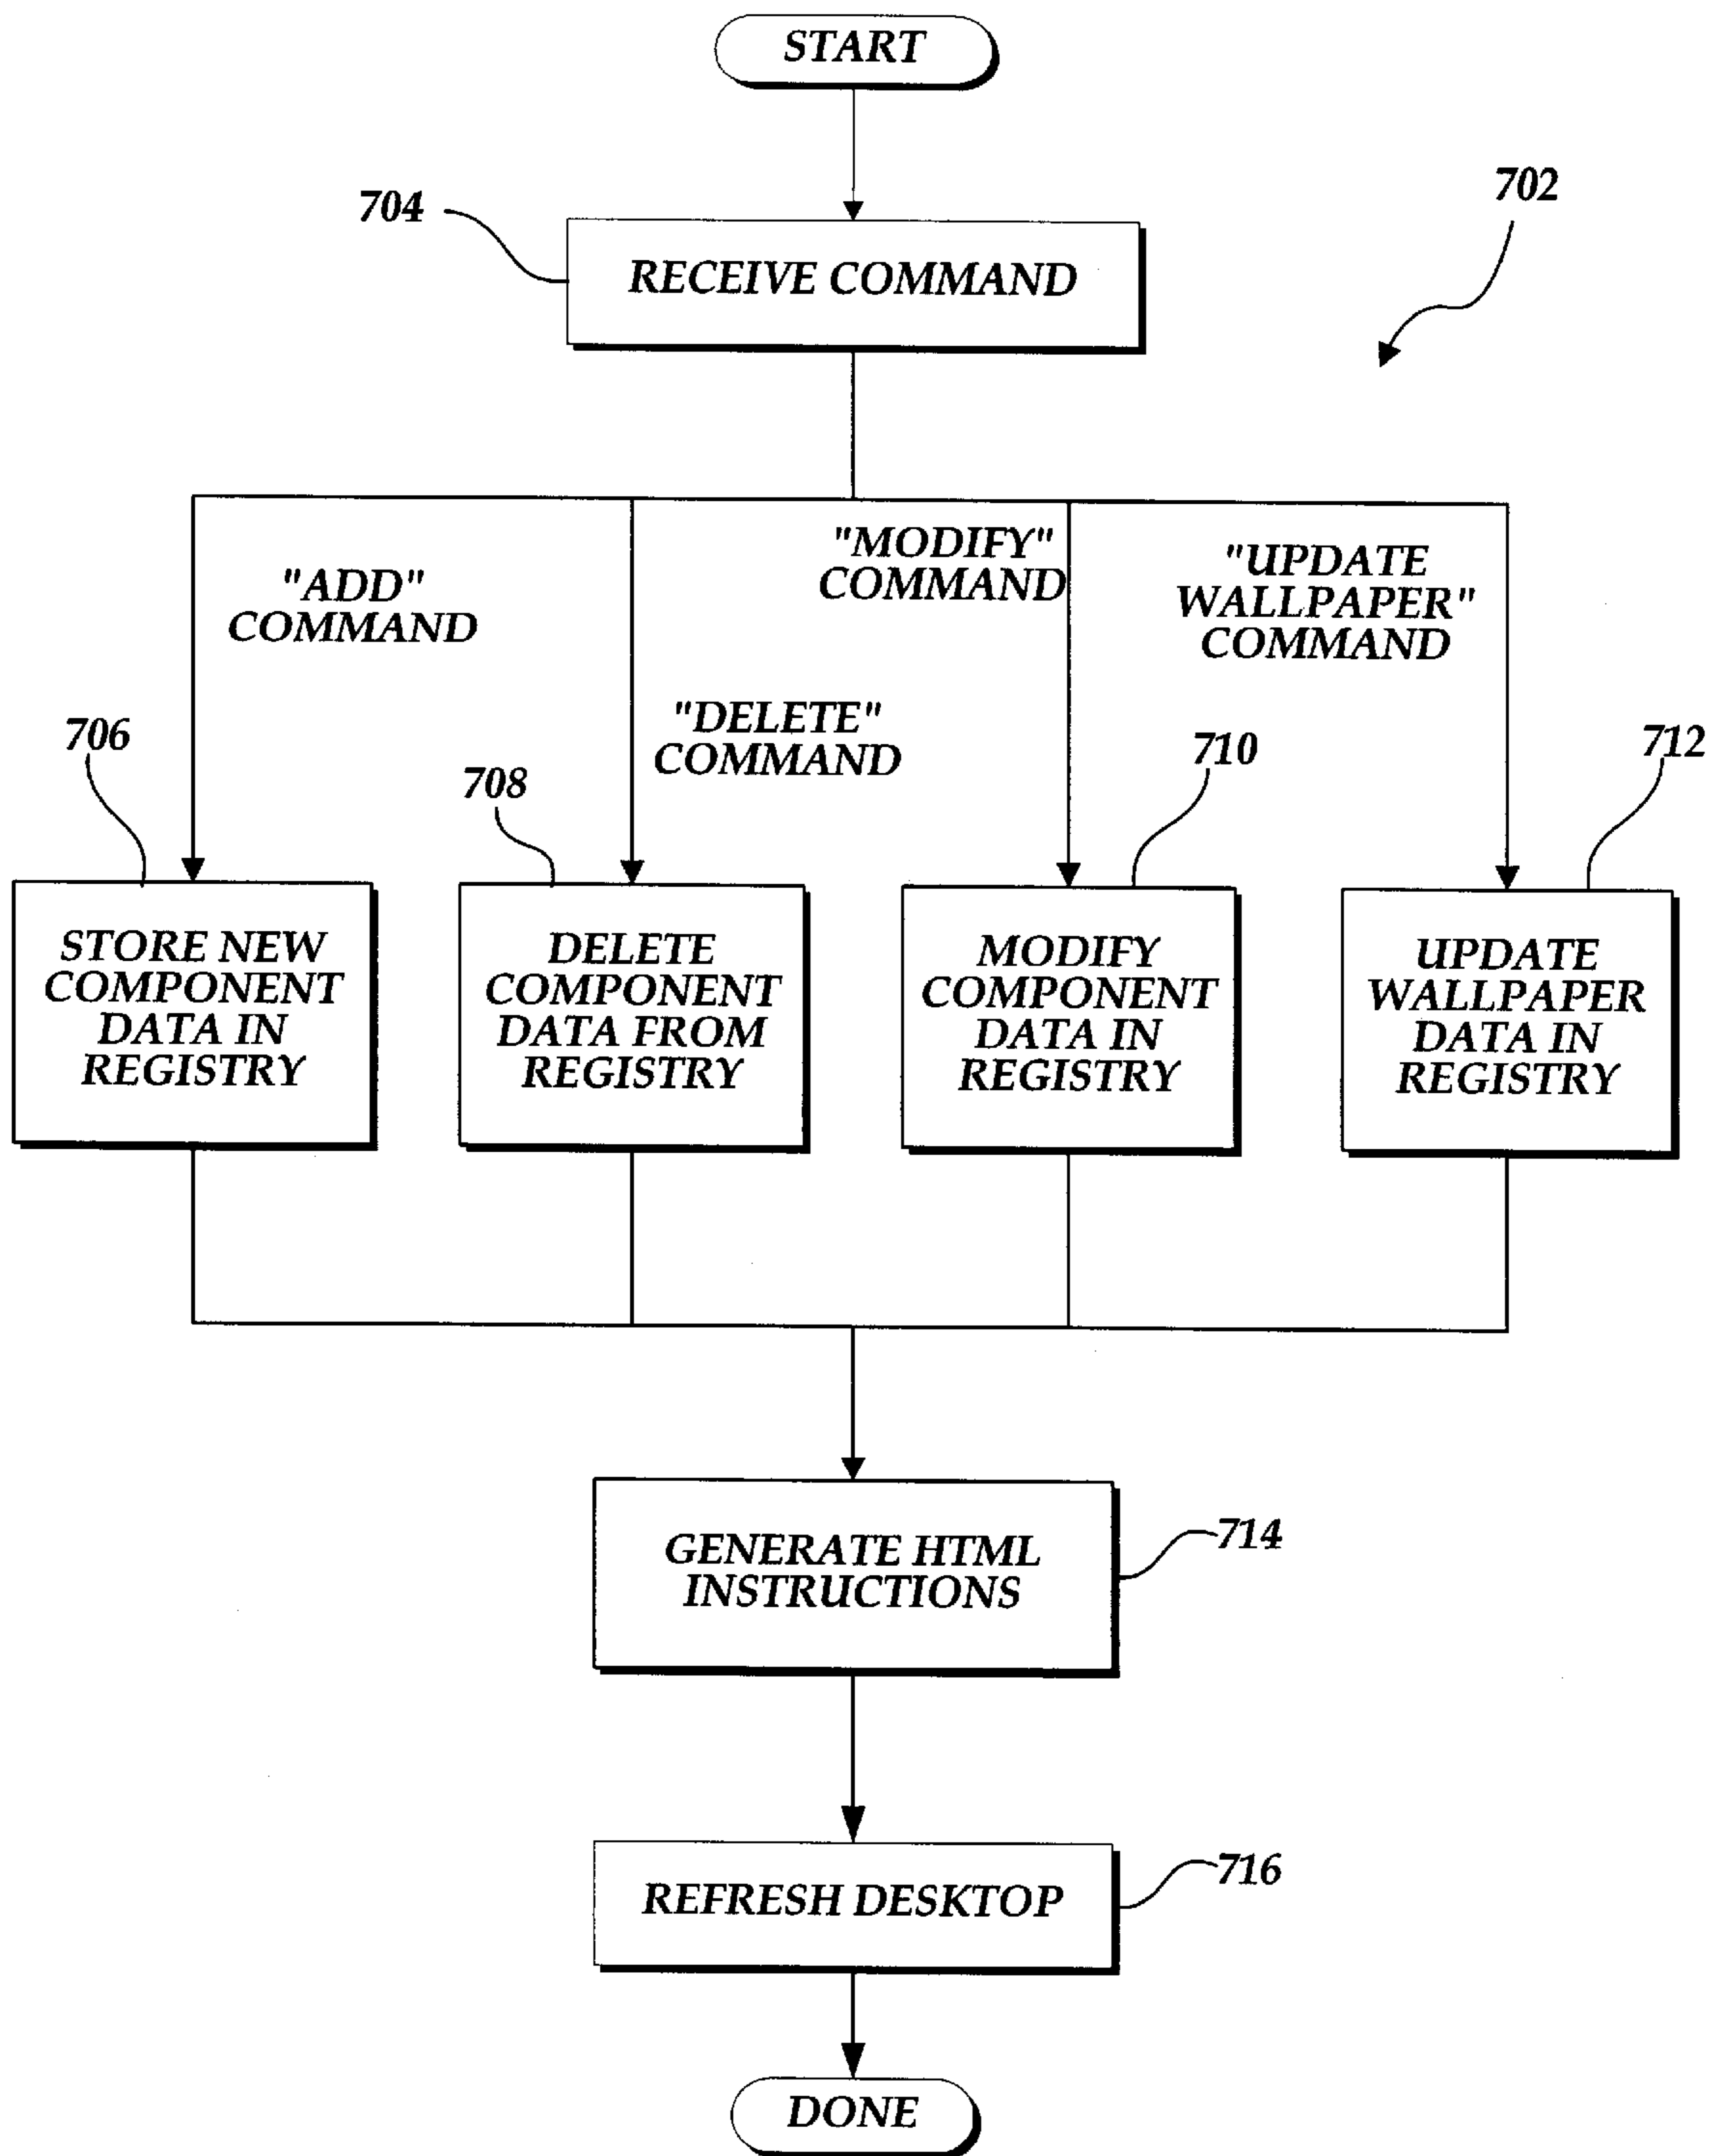 START
704
702
RECEIVE COMMAND
"ADD"
COMMAND
"MODIFY"
COMMAND
"UPDATE
WALLPAPER"
COMMAND
"DELETE"
COMMAND
706
708
710
712
STORE NEW
COMPONENT
DATA IN
REGISTRY
DELETE
COMPONENT
DATA FROM
REGISTRY
MODIFY
COMPONENT
DATA IN
REGISTRY
UPDATE
WALLPAPER
DATA IN
REGISTRY
GENERATE HTML
INSTRUCTIONS
714
REFRESH DESKTOP
716
DONE